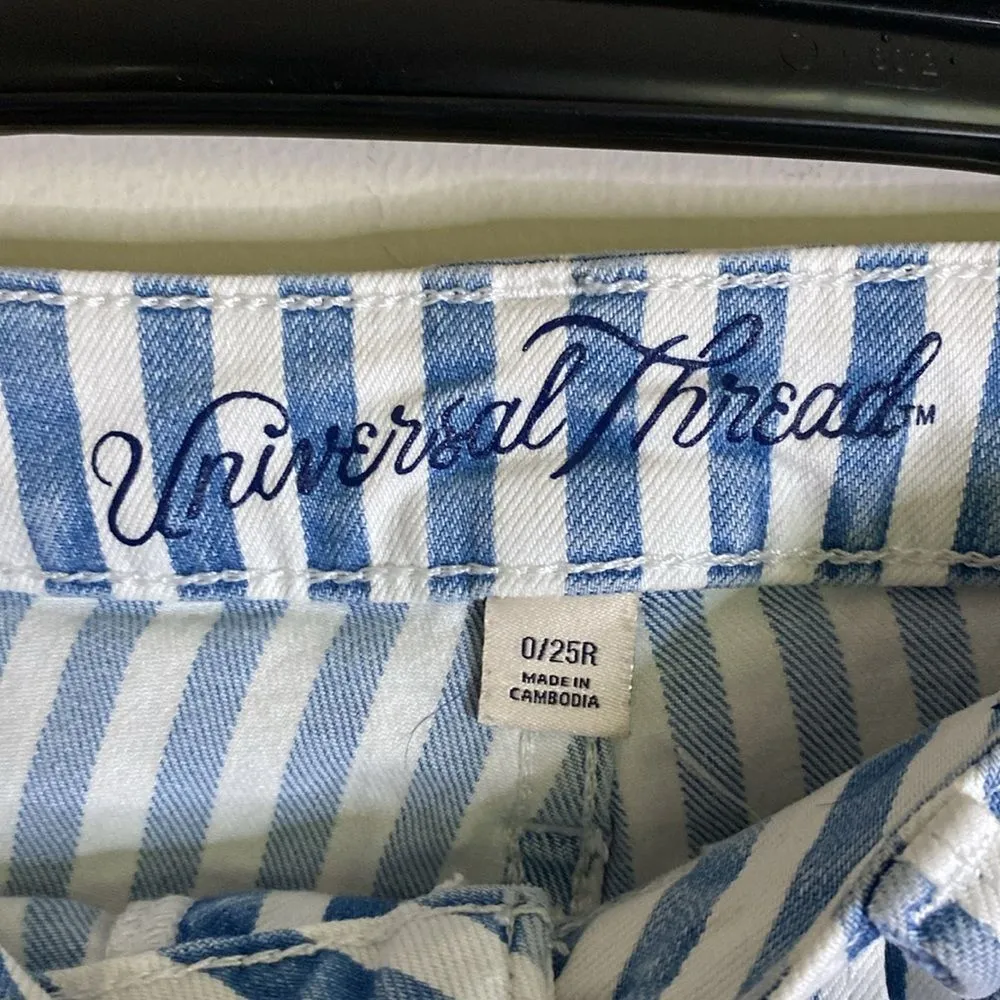 Universal Thread™
0/25R
MADE IN
CAMBODIA